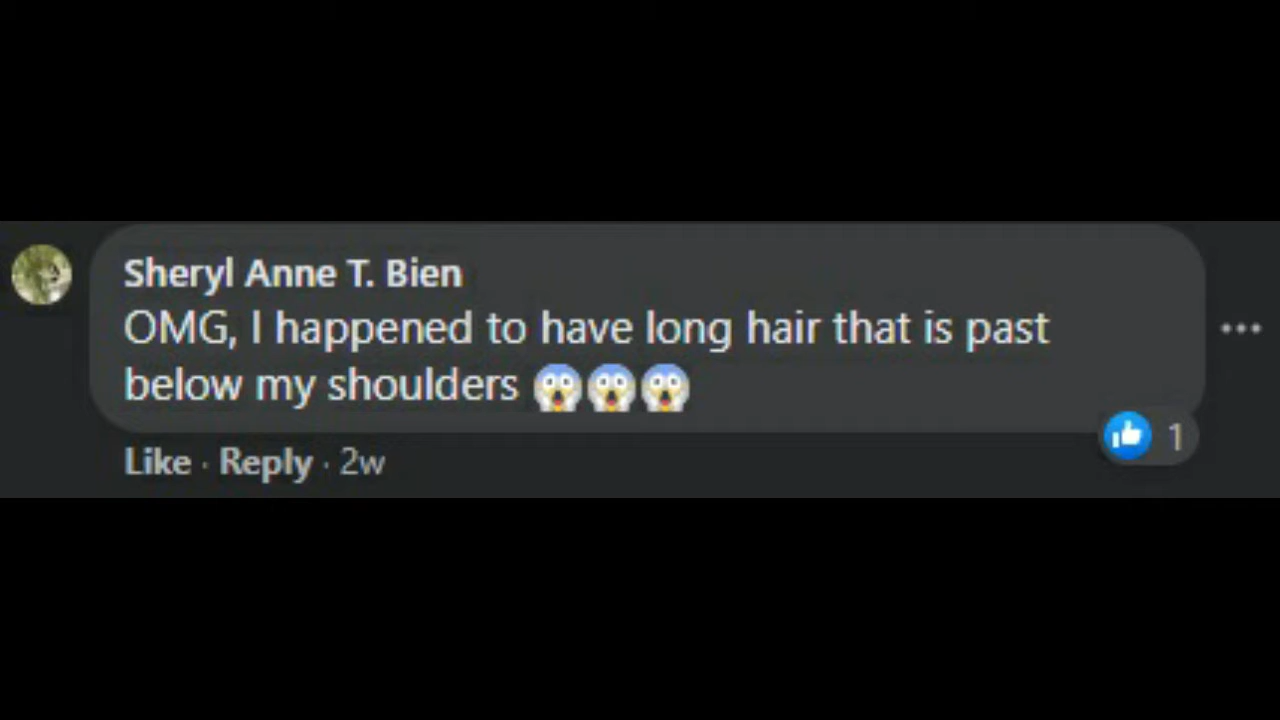 Sheryl Anne T. Bien
OMG, I happened to have long hair that is past
below my shoulders 😱😱😱
Like · Reply · 2w
1